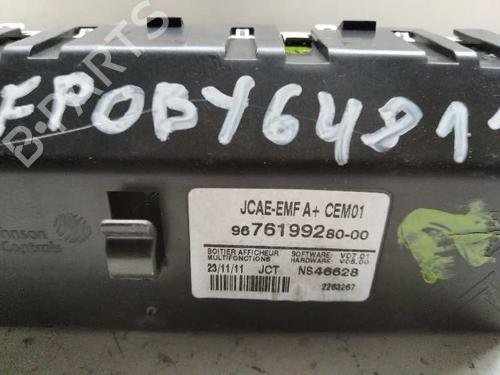 FPOBY64811
B-PARTS
Johnson
Controls
JCAE-EMF A+ CEM01
9676199280-00
BOITIER AFFICHEUR SOFTWARE: V07.01
MULTIFONCTIONS HARDWARE: V05.00
23/11/11 JCT NS46628
2263267